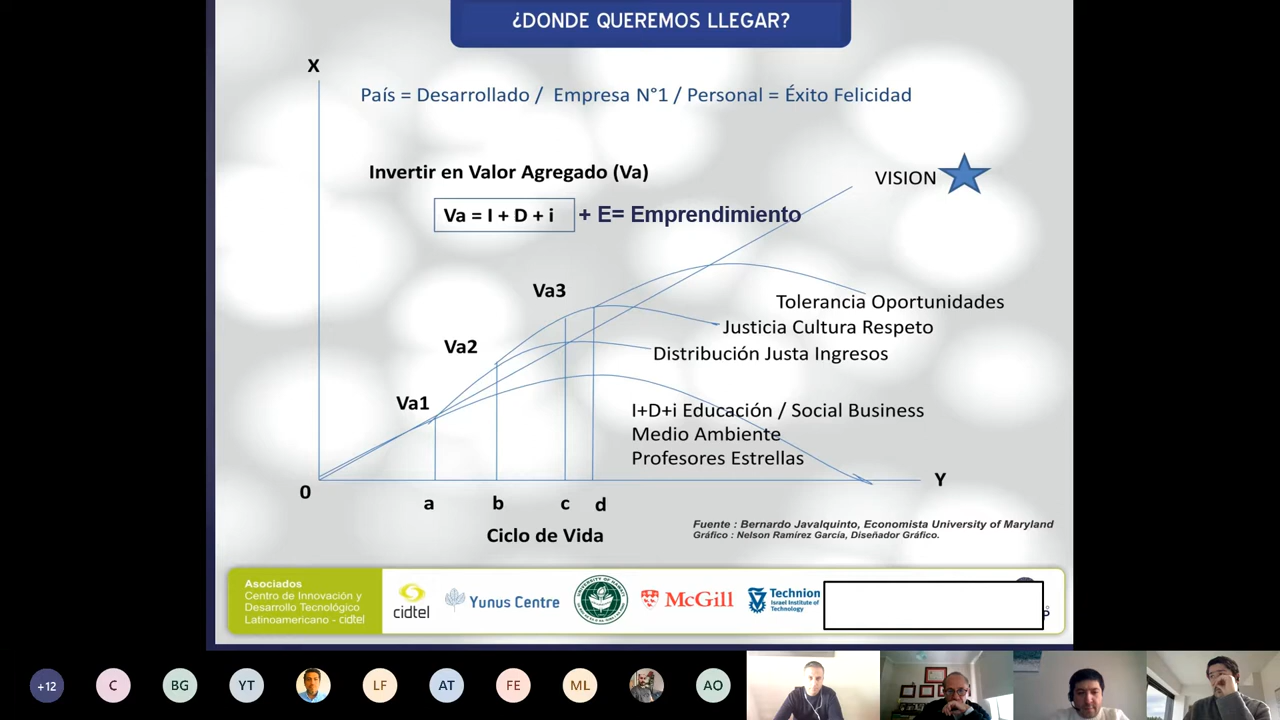 ¿DONDE QUEREMOS LLEGAR?
X
País = Desarrollado / Empresa N°1 / Personal = Éxito Felicidad
Invertir en Valor Agregado (Va)
VISION
Va = I + D + i + E= Emprendimiento
Va3
Tolerancia Oportunidades
Justicia Cultura Respeto
Va2
Distribución Justa Ingresos
Va1
I+D+i Educación / Social Business
Medio Ambiente
Profesores Estrellas
0
Y
a b c d
Ciclo de Vida
Fuente : Bernardo Javalquinto, Economista University of Maryland
Gráfico : Nelson Ramírez García, Diseñador Gráfico.
Asociados
Centro de Innovación y
Desarrollo Tecnológico
Latinoamericano - cidtel
cidtel
Yunus Centre
McGill
Technion
Israel Institute of
Technology
+12 C BG YT LF AT FE ML AO